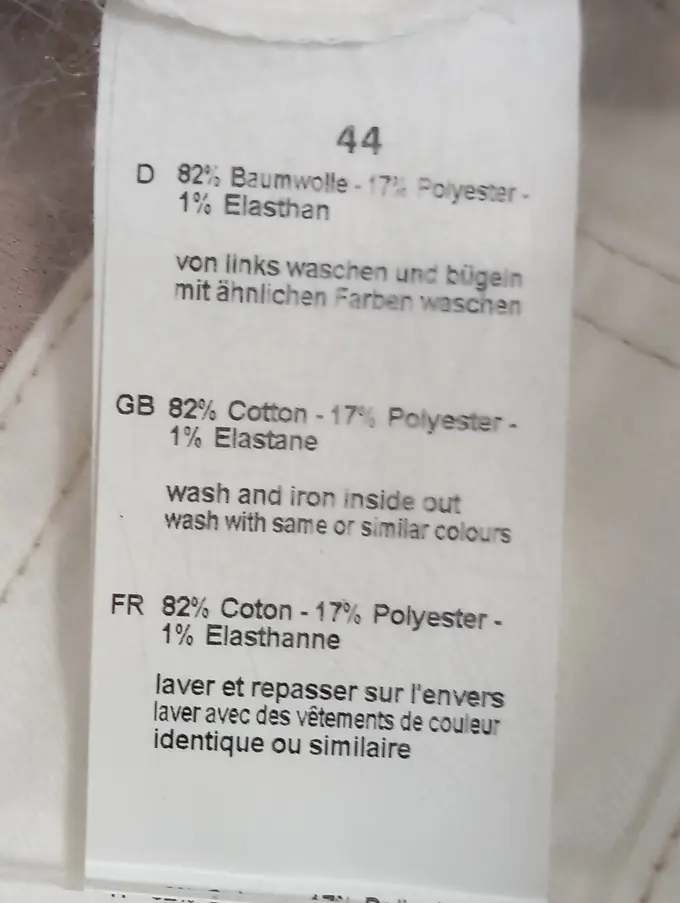 44
D 82% Baumwolle - 17% Polyester -
1% Elasthan
von links waschen und bügeln
mit ähnlichen Farben waschen
GB 82% Cotton - 17% Polyester -
1% Elastane
wash and iron inside out
wash with same or similar colours
FR 82% Coton - 17% Polyester -
1% Elasthanne
laver et repasser sur l'envers
laver avec des vêtements de couleur
identique ou similaire